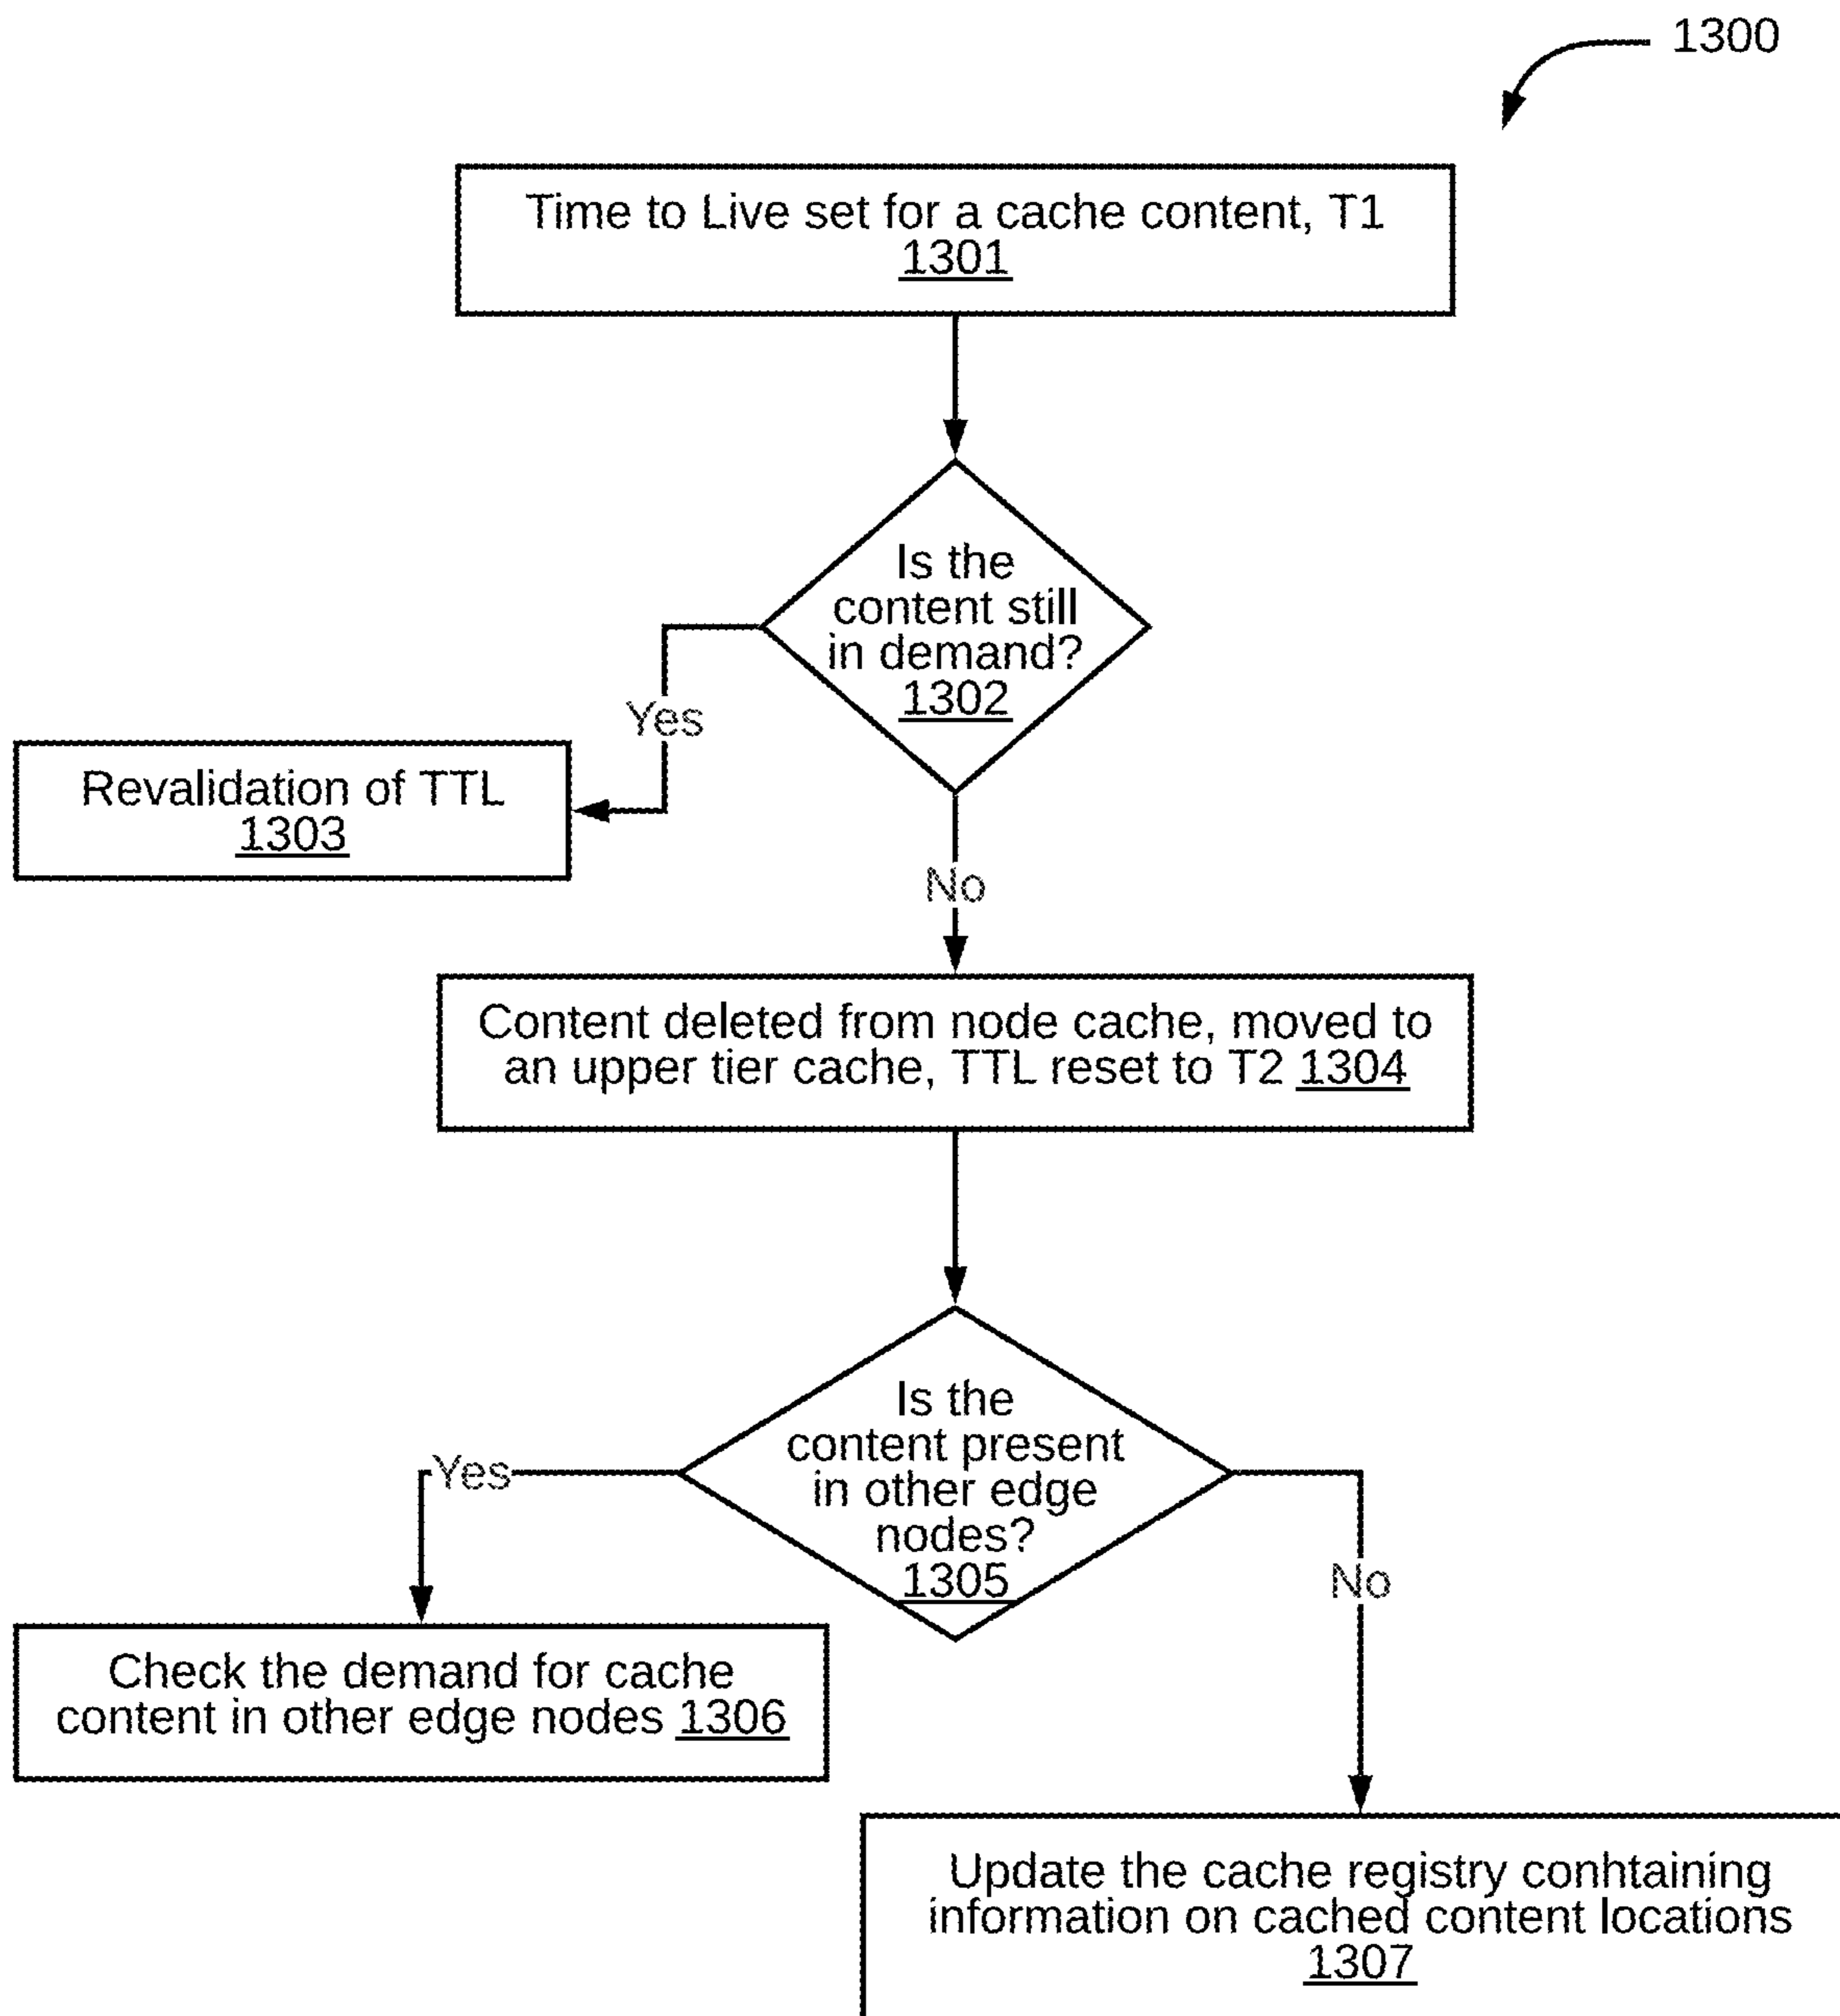 1300
Time to Live set for a cache content, T1
1301
Is the
content still
in demand?
1302
Yes
Revalidation of TTL
1303
No
Content deleted from node cache, moved to
an upper tier cache, TTL reset to T2 1304
Is the
content present
in other edge
nodes?
1305
Yes
No
Check the demand for cache
content in other edge nodes 1306
Update the cache registry conhtaining
information on cached content locations
1307